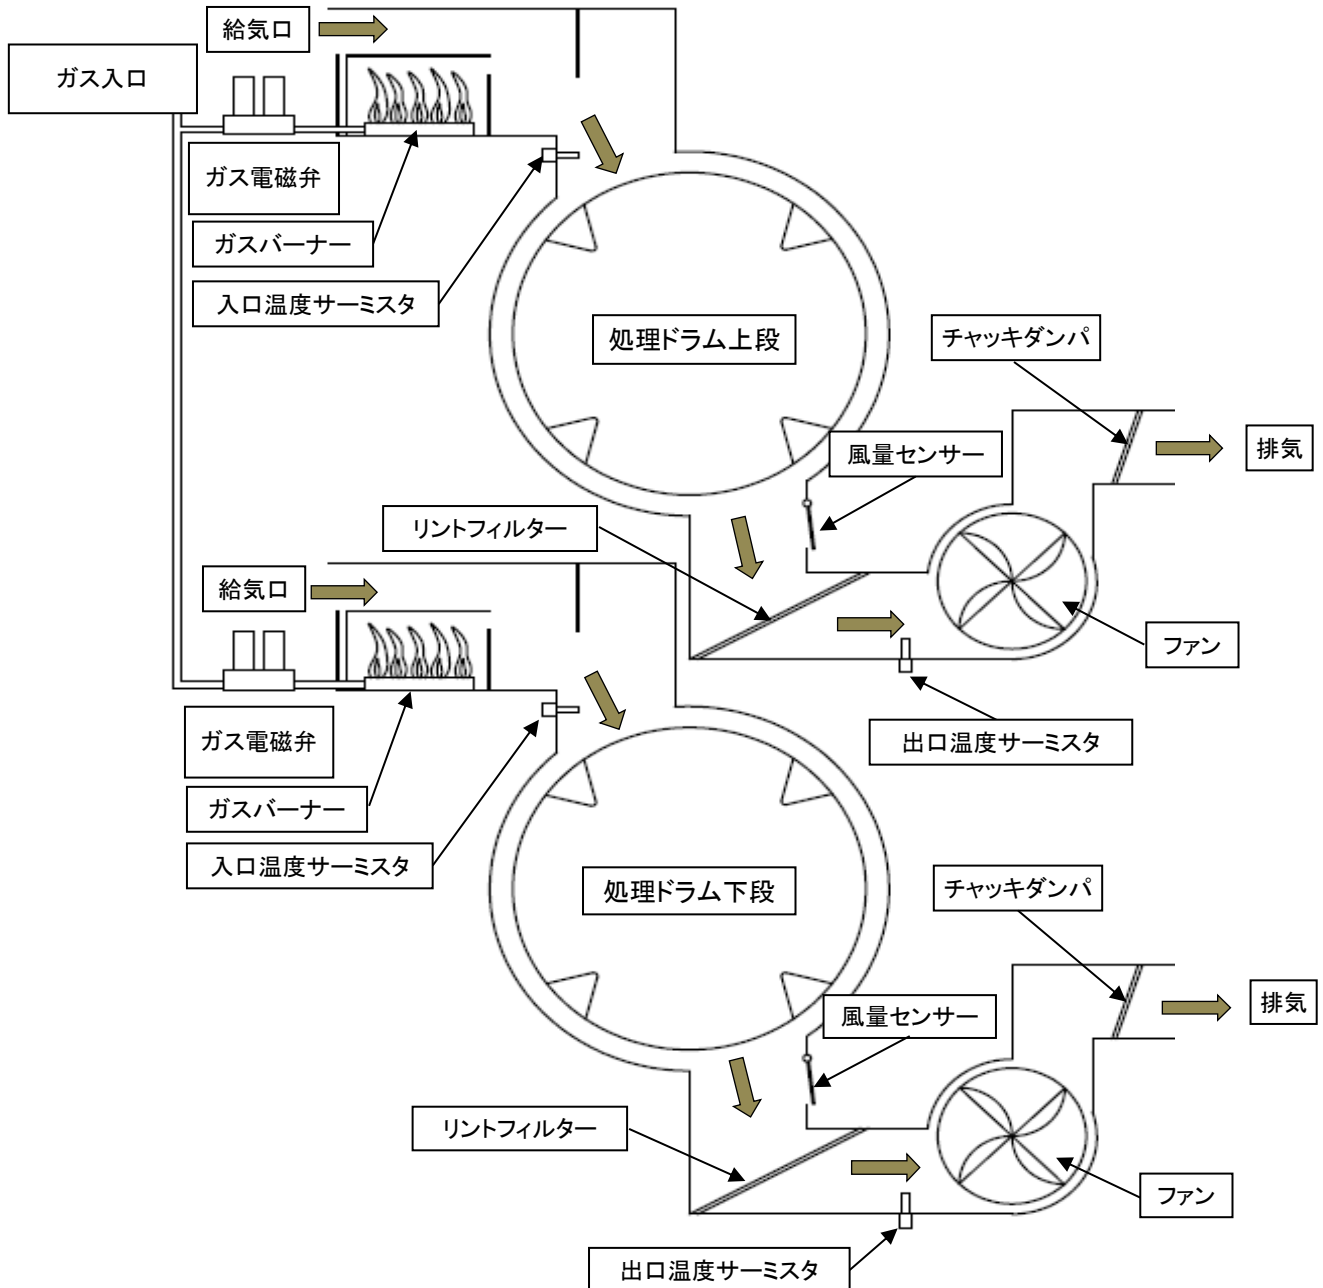 給気口
ガス入口
ガス電磁弁
ガスバーナー
入口温度サーミスタ
処理ドラム上段
チャッキダンパ
風量センサー
排気
リントフィルター
ファン
出口温度サーミスタ
給気口
ガス電磁弁
ガスバーナー
入口温度サーミスタ
処理ドラム下段
チャッキダンパ
風量センサー
排気
リントフィルター
ファン
出口温度サーミスタ